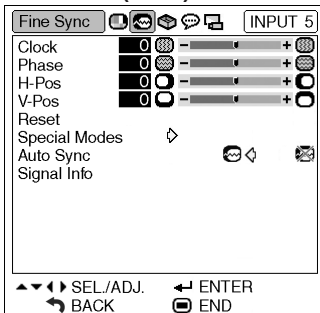 Fine Sync INPUT 5
Clock 0 - +
Phase 0 - +
H-Pos 0 - +
V-Pos 0 - +
Reset
Special Modes
Auto Sync
Signal Info
SEL./ADJ. ENTER
BACK END